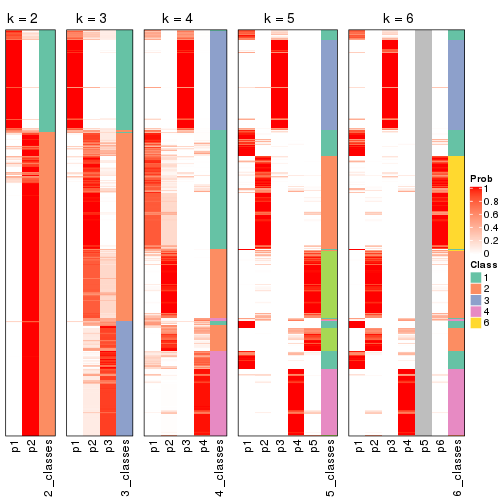 k = 2 k = 3 k = 4 k = 5 k = 6
Prob
1
0.8
0.6
0.4
0.2
0
Class
1
2
3
4
6
p1 p2 2_classes p1 p2 p3 3_classes p1 p2 p3 p4 4_classes p1 p2 p3 p4 p5 5_classes p1 p2 p3 p4 p5 p6 6_classes